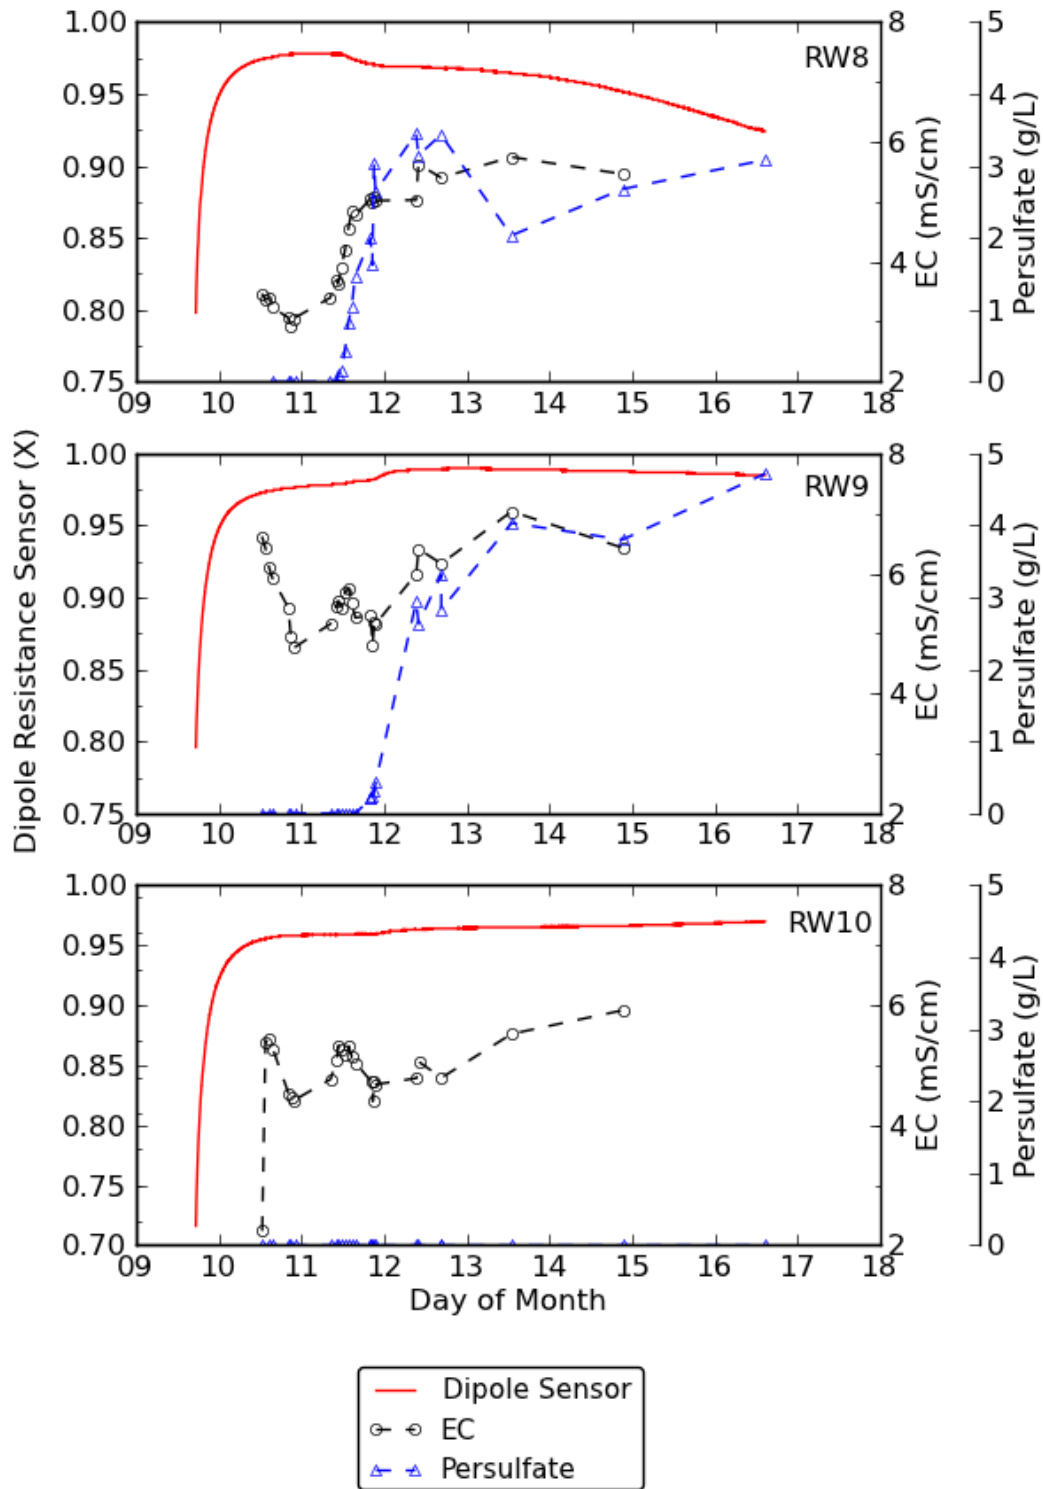 Dipole Resistance Sensor (X)
1.00
0.95
0.90
0.85
0.80
0.75
RW8
8
6
4
2
EC (mS/cm)
5
4
3
2
1
0
Persulfate (g/L)
09 10 11 12 13 14 15 16 17 18
1.00
0.95
0.90
0.85
0.80
0.75
RW9
8
6
4
2
EC (mS/cm)
5
4
3
2
1
0
Persulfate (g/L)
09 10 11 12 13 14 15 16 17 18
1.00
0.95
0.90
0.85
0.80
0.75
0.70
RW10
8
6
4
2
EC (mS/cm)
5
4
3
2
1
0
Persulfate (g/L)
09 10 11 12 13 14 15 16 17 18
Day of Month
Dipole Sensor
EC
Persulfate